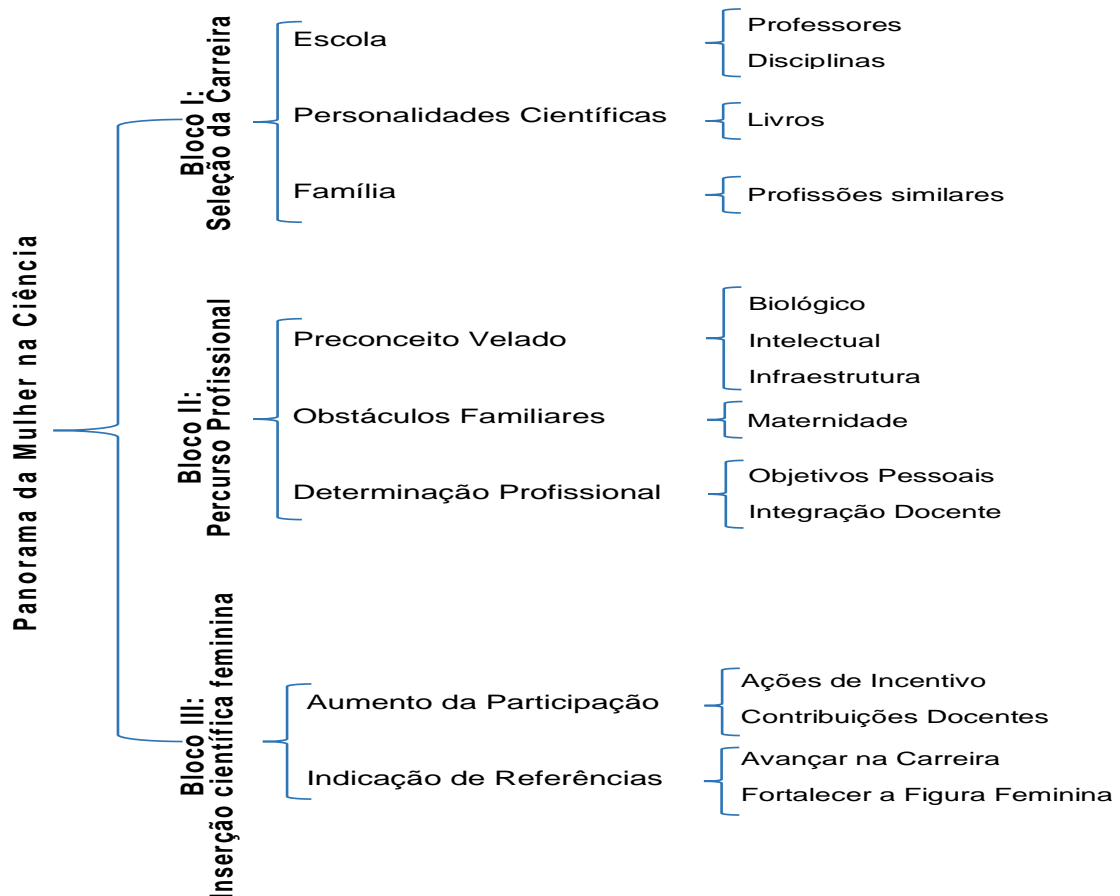 Panorama da Mulher na Ciência
Bloco I:
Seleção da Carreira
Escola
Professores
Disciplinas
Personalidades Científicas
Livros
Família
Profissões similares
Bloco II:
Percurso Profissional
Preconceito Velado
Biológico
Intelectual
Infraestrutura
Obstáculos Familiares
Maternidade
Determinação Profissional
Objetivos Pessoais
Integração Docente
Bloco III:
Inserção científica feminina
Aumento da Participação
Ações de Incentivo
Contribuições Docentes
Indicação de Referências
Avançar na Carreira
Fortalecer a Figura Feminina